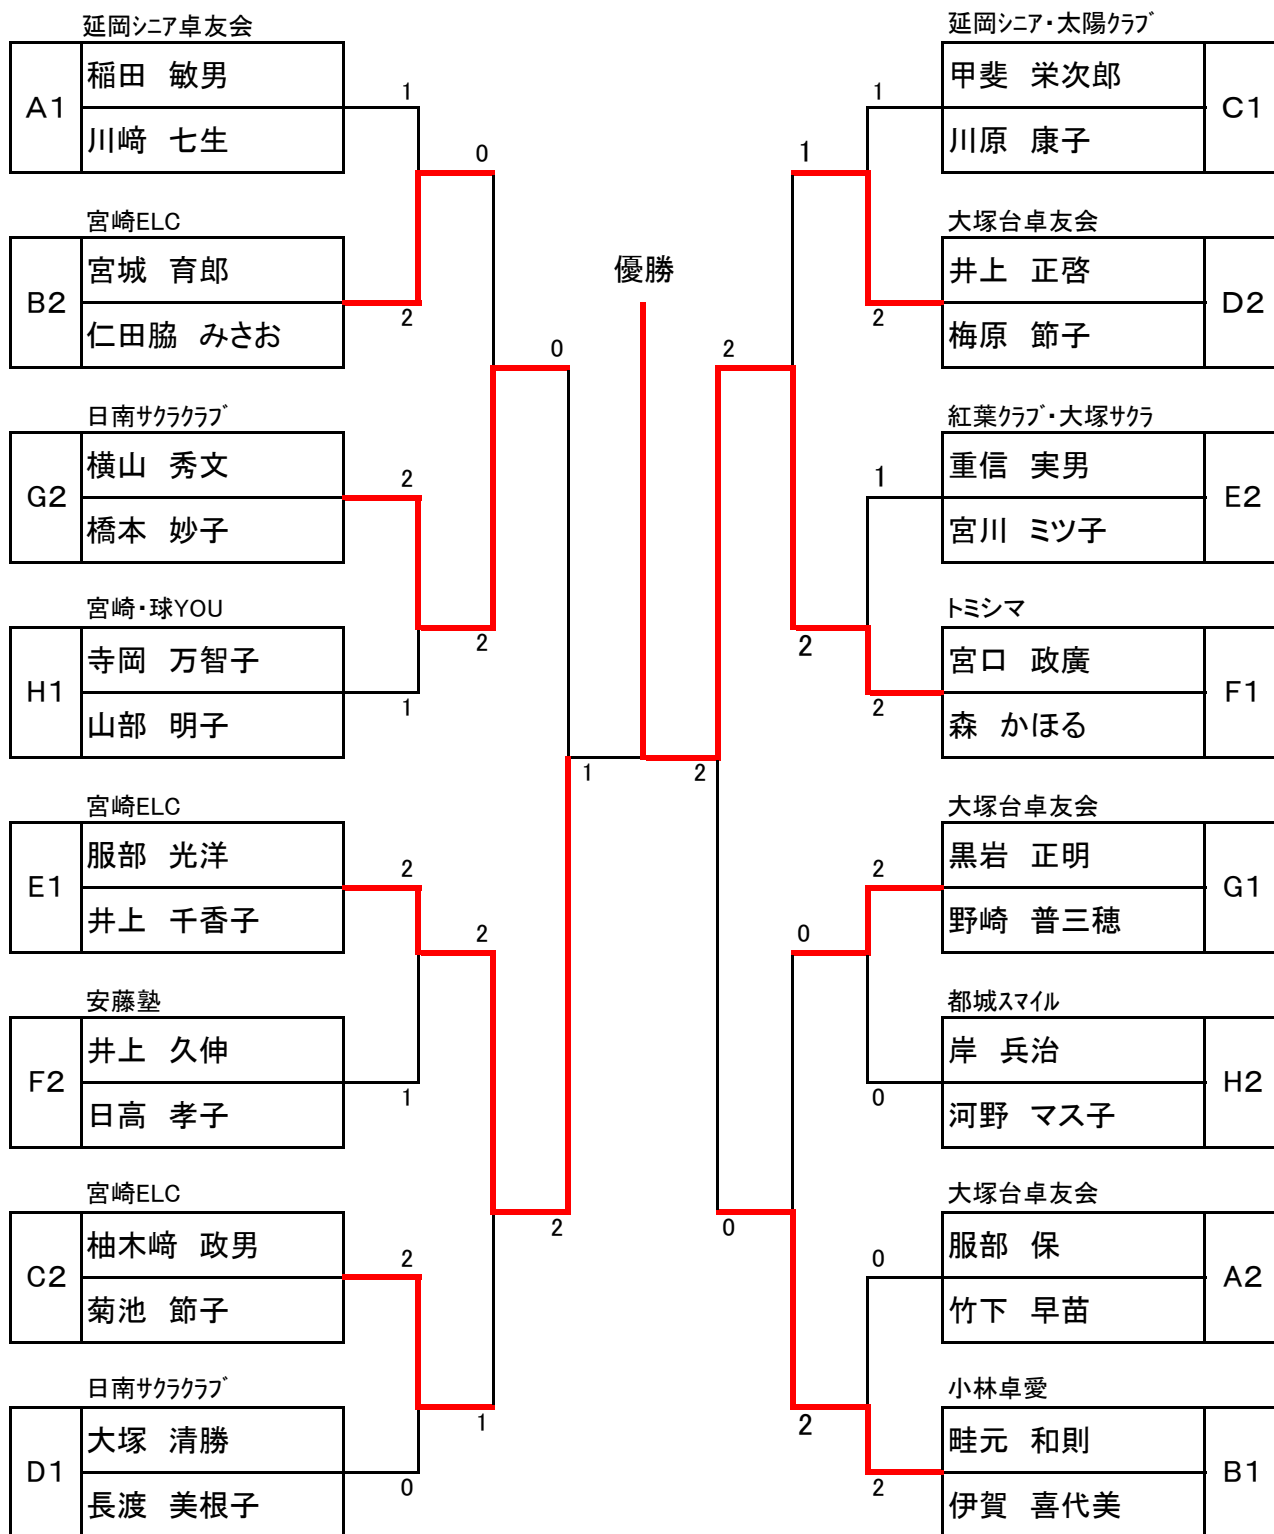 延岡シニア卓友会
A1
稲田 敏男
川﨑 七生
1
0
宮崎ELC
B2
宮城 育郎
仁田脇 みさお
2
0
日南サクラクラブ
G2
横山 秀文
橋本 妙子
2
宮崎・球YOU
H1
寺岡 万智子
山部 明子
2
1
1
宮崎ELC
E1
服部 光洋
井上 千香子
2
2
安藤塾
F2
井上 久伸
日高 孝子
1
宮崎ELC
C2
柚木﨑 政男
菊池 節子
2
2
日南サクラクラブ
D1
大塚 清勝
長渡 美根子
1
0
優勝
延岡シニア・太陽クラブ
甲斐 栄次郎
川原 康子
C1
1
1
大塚台卓友会
井上 正啓
梅原 節子
D2
2
2
紅葉クラブ・大塚サクラ
重信 実男
宮川 ミツ子
E2
1
トミシマ
宮口 政廣
森 かほる
F1
2
2
2
大塚台卓友会
黒岩 正明
野崎 普三穂
G1
2
0
都城スマイル
岸 兵治
河野 マス子
H2
0
大塚台卓友会
服部 保
竹下 早苗
A2
0
0
小林卓愛
畦元 和則
伊賀 喜代美
B1
2
2